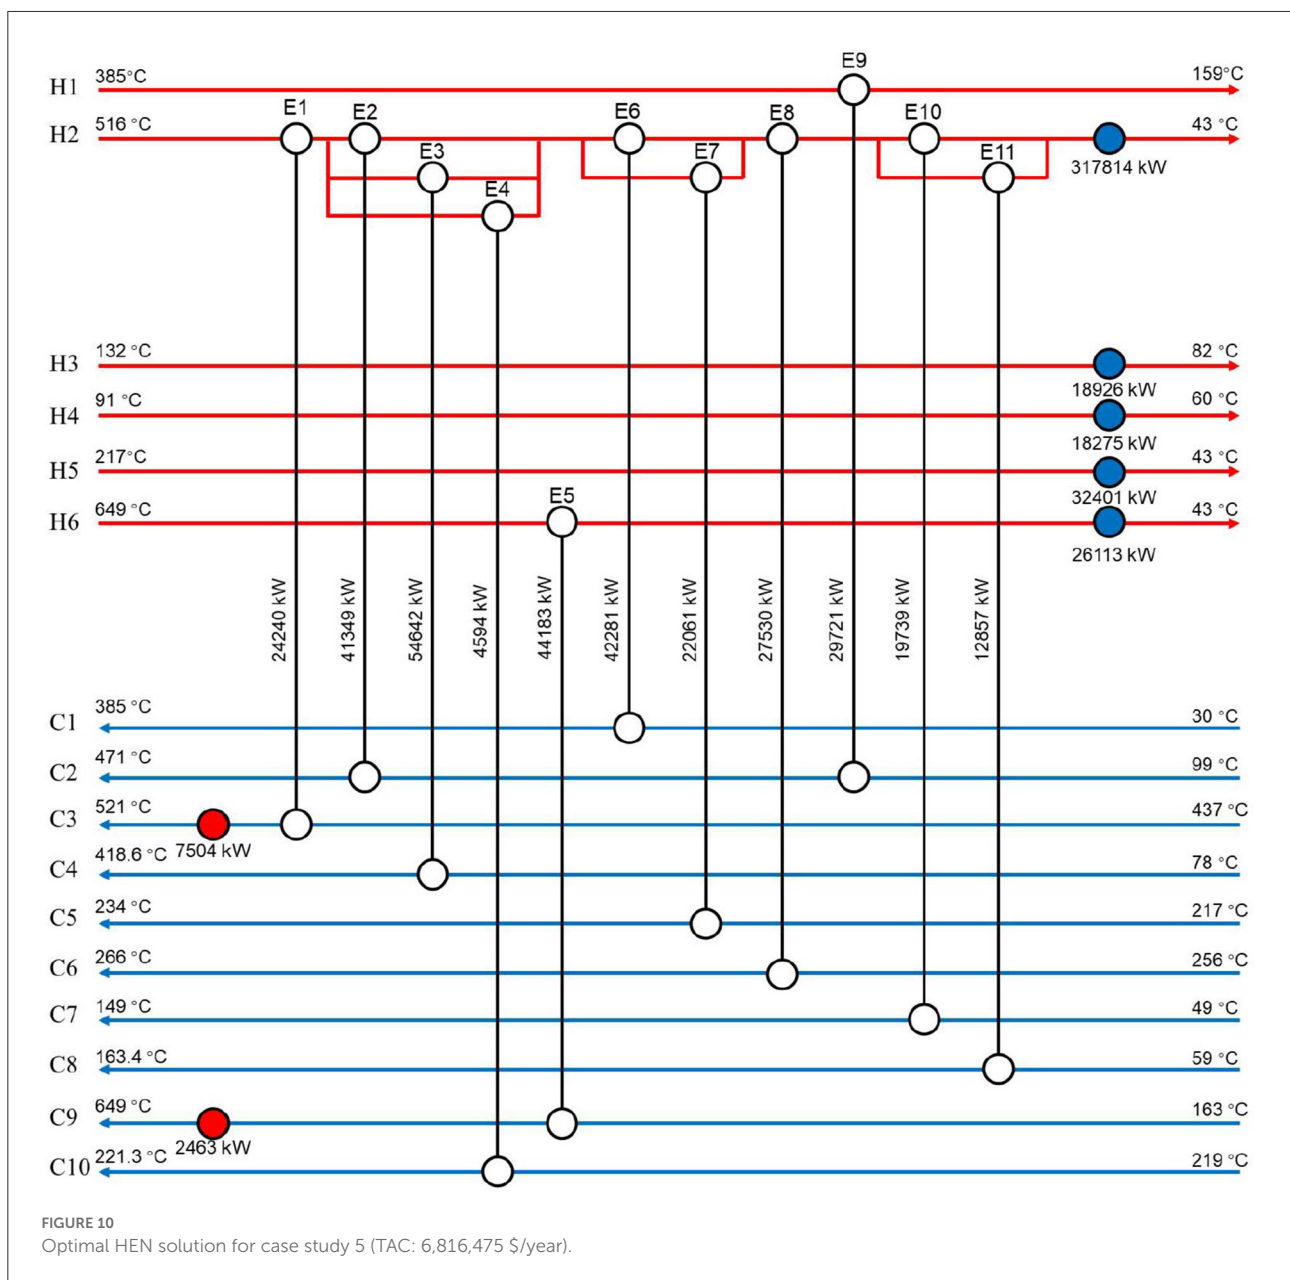 E9
H1 385°C 159°C
E1 E2 E6 E8 E10
H2 516 °C 43 °C
E3 E7 E11
317814 kW
E4
H3 132 °C 82 °C
18926 kW
H4 91 °C 60 °C
18275 kW
H5 217°C 43 °C
32401 kW
E5
H6 649 °C 43 °C
26113 kW
24240 kW
41349 kW
54642 kW
4594 kW
44183 kW
42281 kW
22061 kW
27530 kW
29721 kW
19739 kW
12857 kW
C1 385 °C 30 °C
C2 471 °C 99 °C
C3 521 °C 437 °C
7504 kW
C4 418.6 °C 78 °C
C5 234 °C 217 °C
C6 266 °C 256 °C
C7 149 °C 49 °C
C8 163.4 °C 59 °C
C9 649 °C 163 °C
2463 kW
C10 221.3 °C 219 °C
FIGURE 10
Optimal HEN solution for case study 5 (TAC: 6,816,475 $/year).